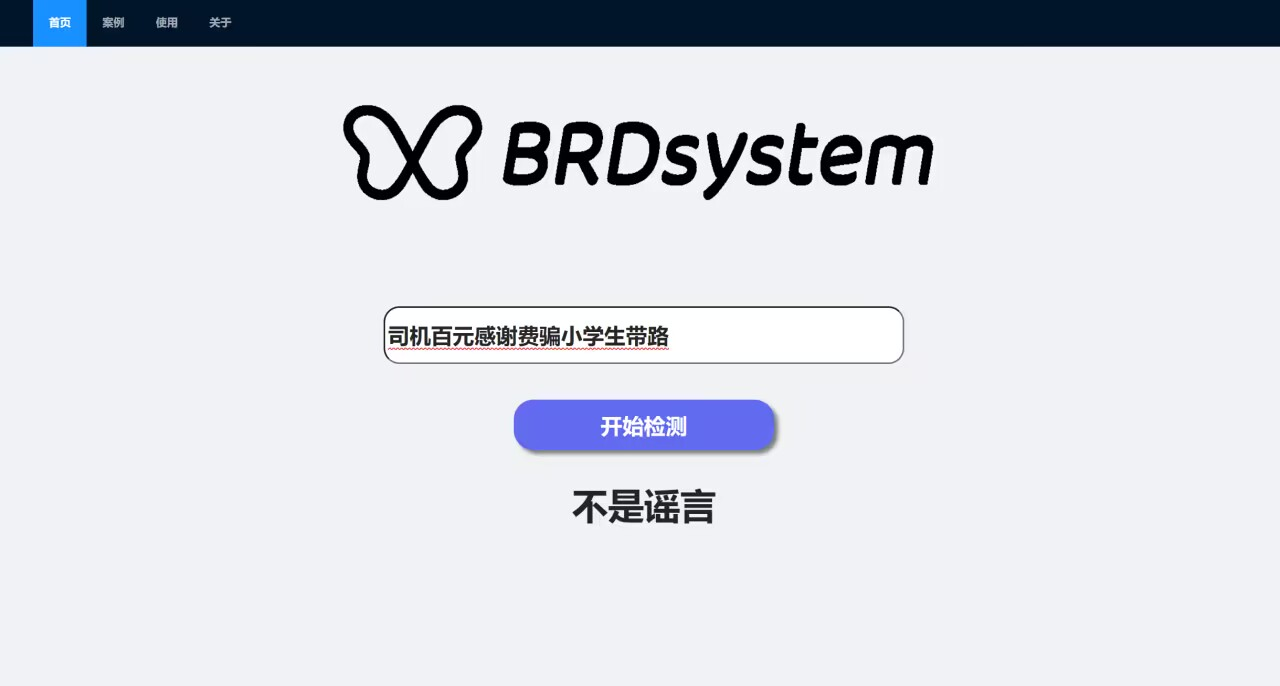 首页 案例 使用 关于
BRDsystem
司机百元感谢费骗小学生带路
开始检测
不是谣言